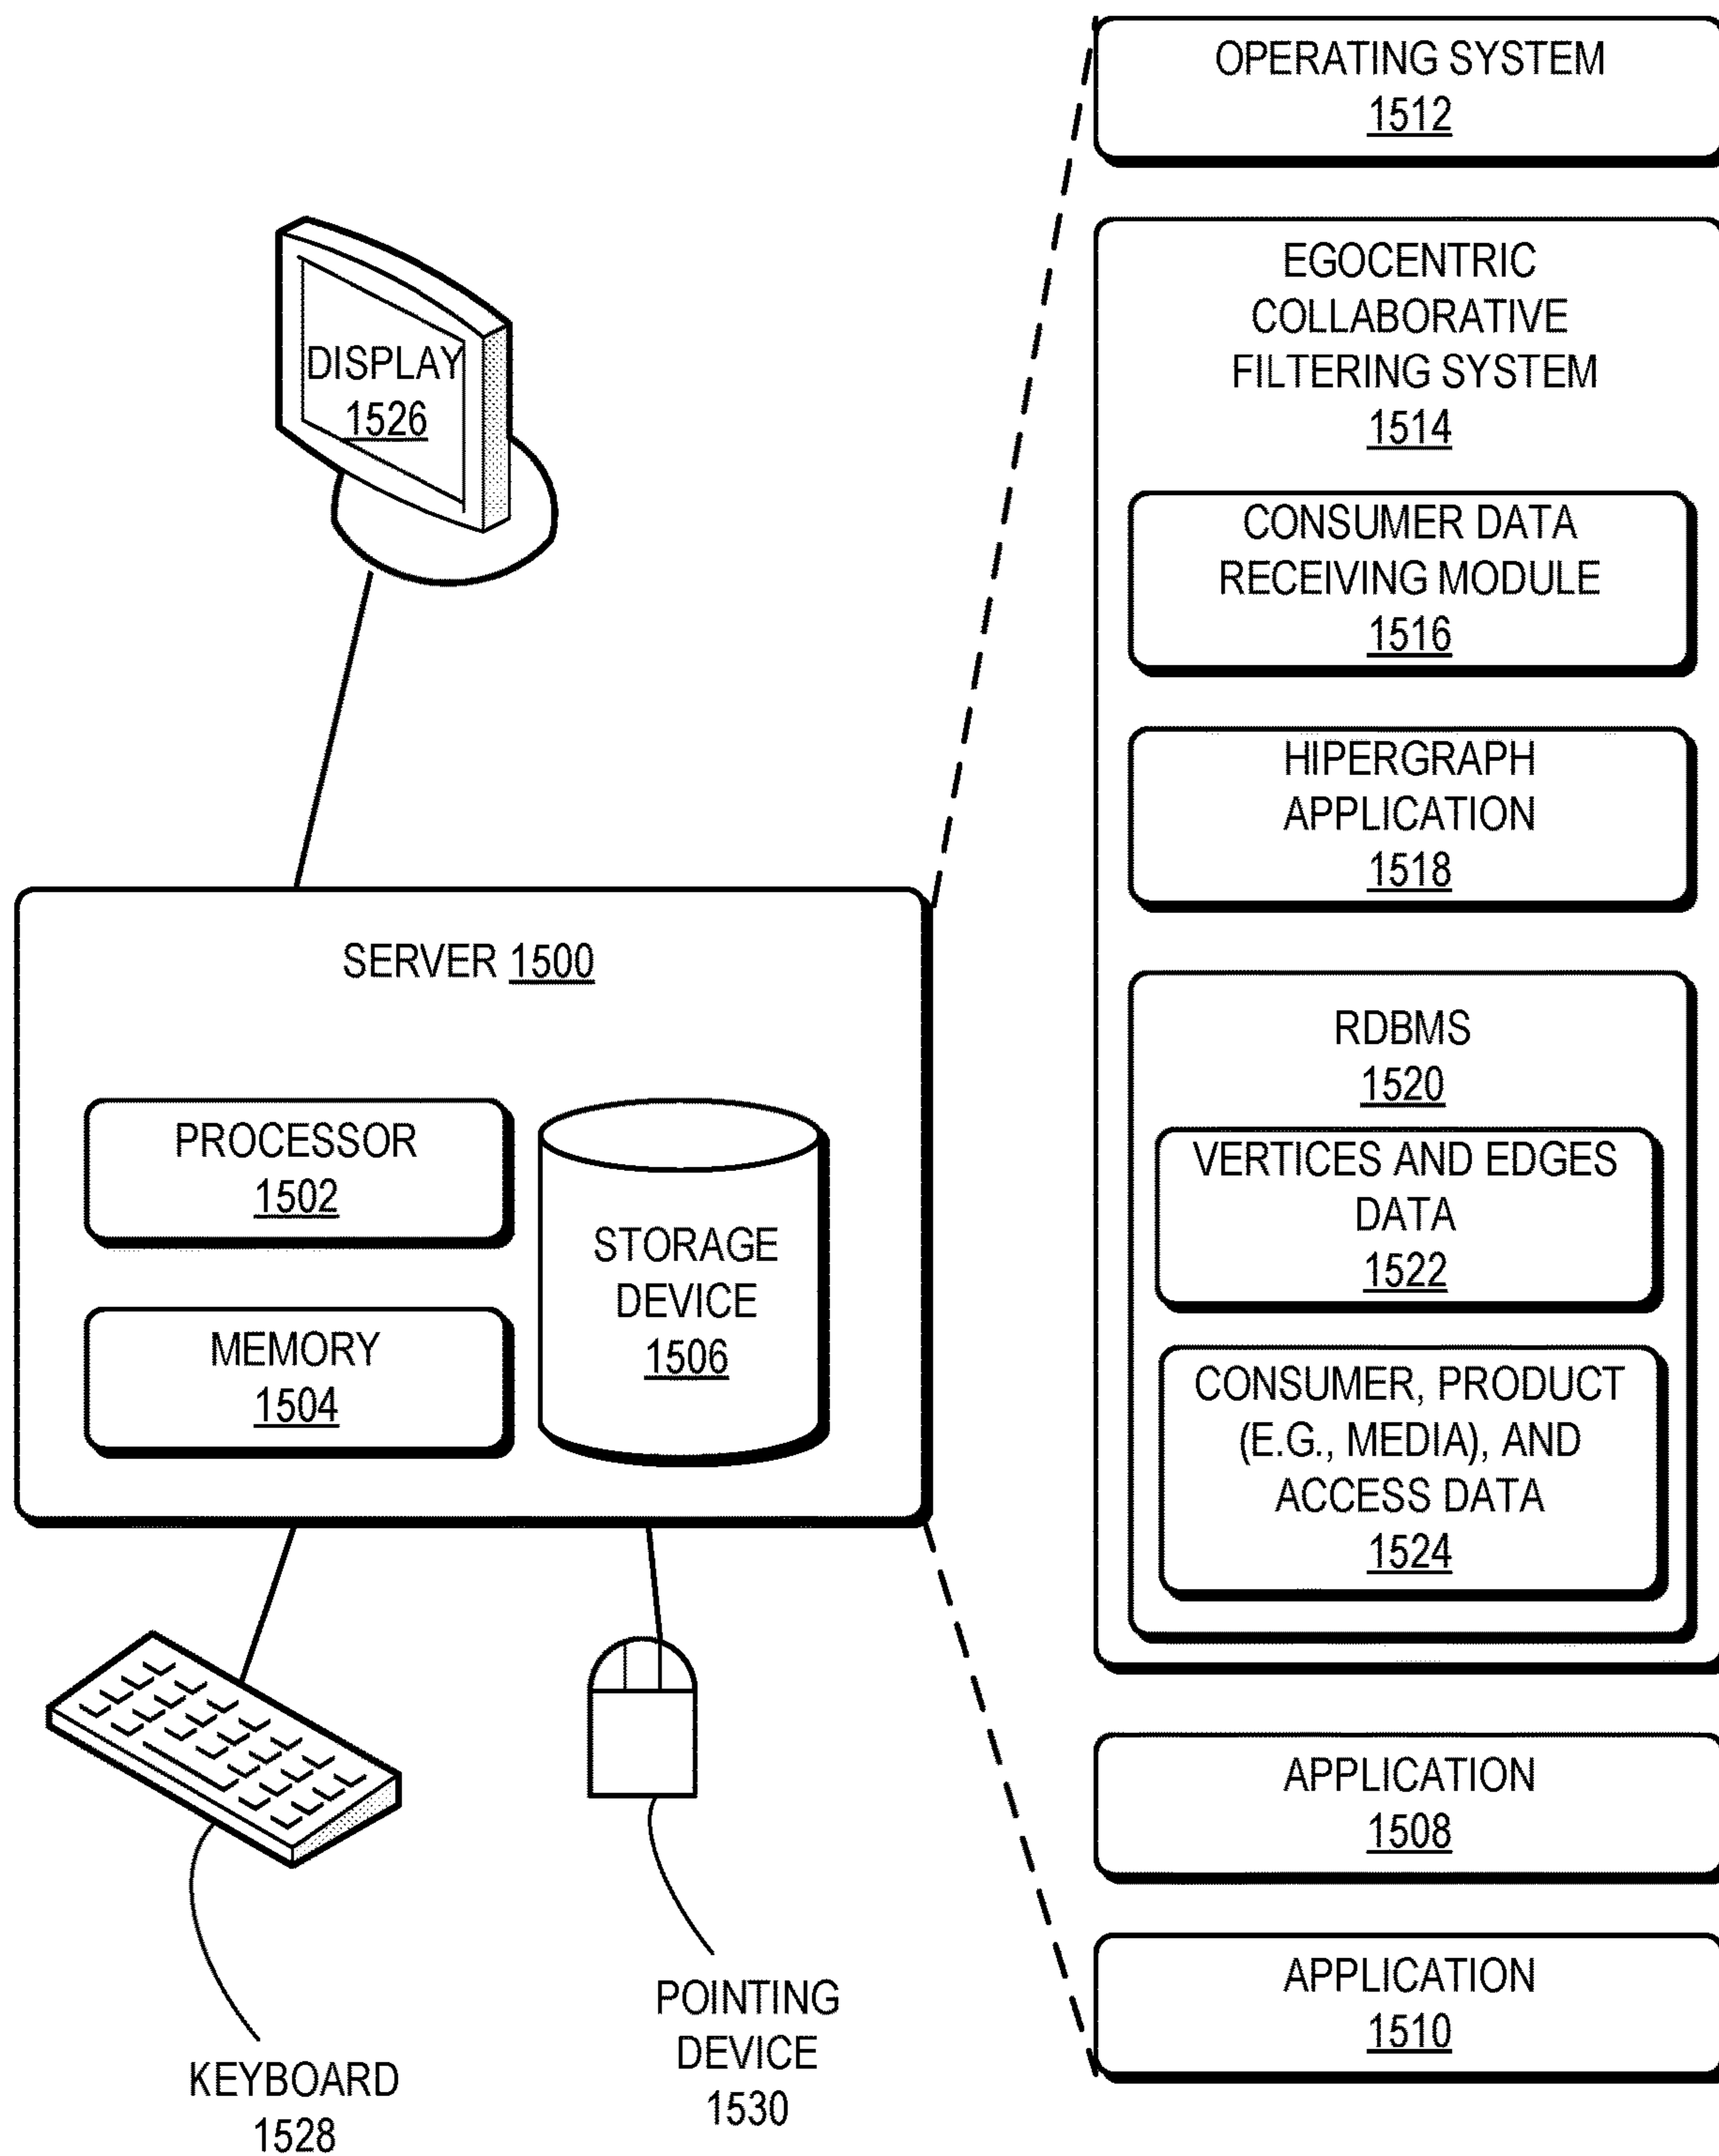 DISPLAY
1526
SERVER 1500
PROCESSOR
1502
MEMORY
1504
STORAGE
DEVICE
1506
KEYBOARD
1528
POINTING
DEVICE
1530
OPERATING SYSTEM
1512
EGOCENTRIC
COLLABORATIVE
FILTERING SYSTEM
1514
CONSUMER DATA
RECEIVING MODULE
1516
HIPERGRAPH
APPLICATION
1518
RDBMS
1520
VERTICES AND EDGES
DATA
1522
CONSUMER, PRODUCT
(E.G., MEDIA), AND
ACCESS DATA
1524
APPLICATION
1508
APPLICATION
1510